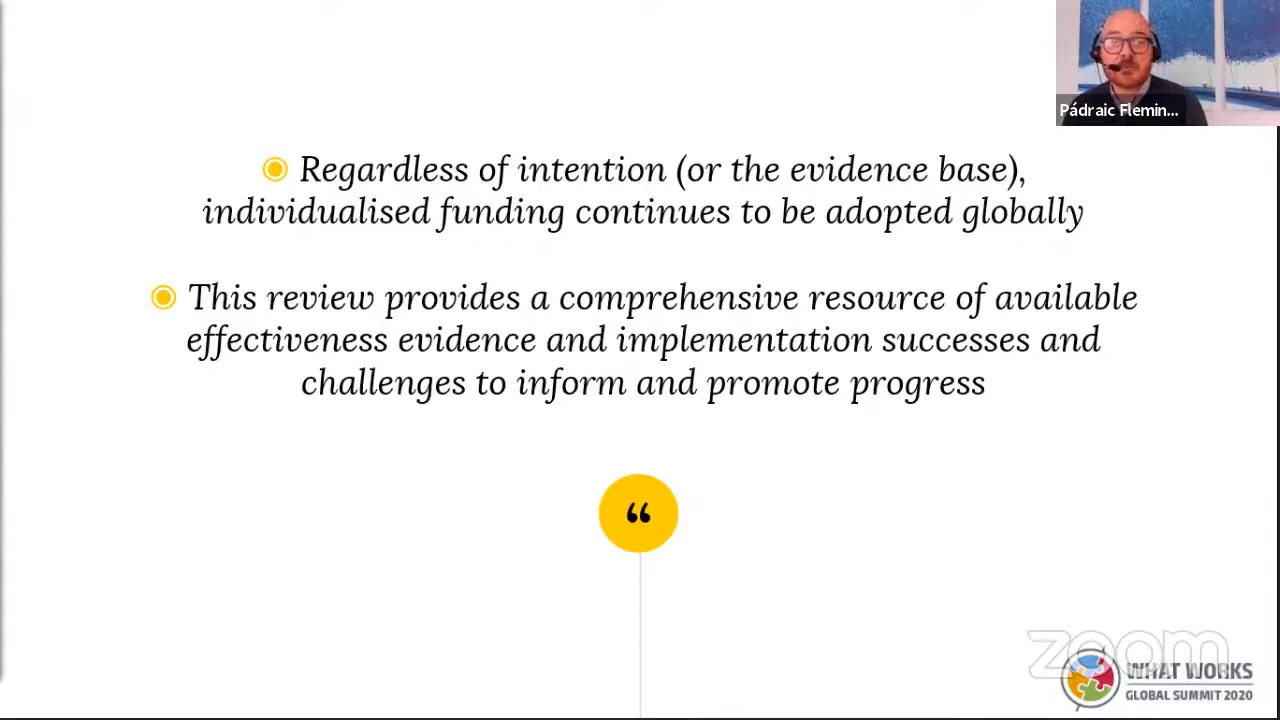 Pádraic Flemin...
Regardless of intention (or the evidence base),
individualised funding continues to be adopted globally
This review provides a comprehensive resource of available
effectiveness evidence and implementation successes and
challenges to inform and promote progress
“
zoom
WHAT WORKS
GLOBAL SUMMIT 2020